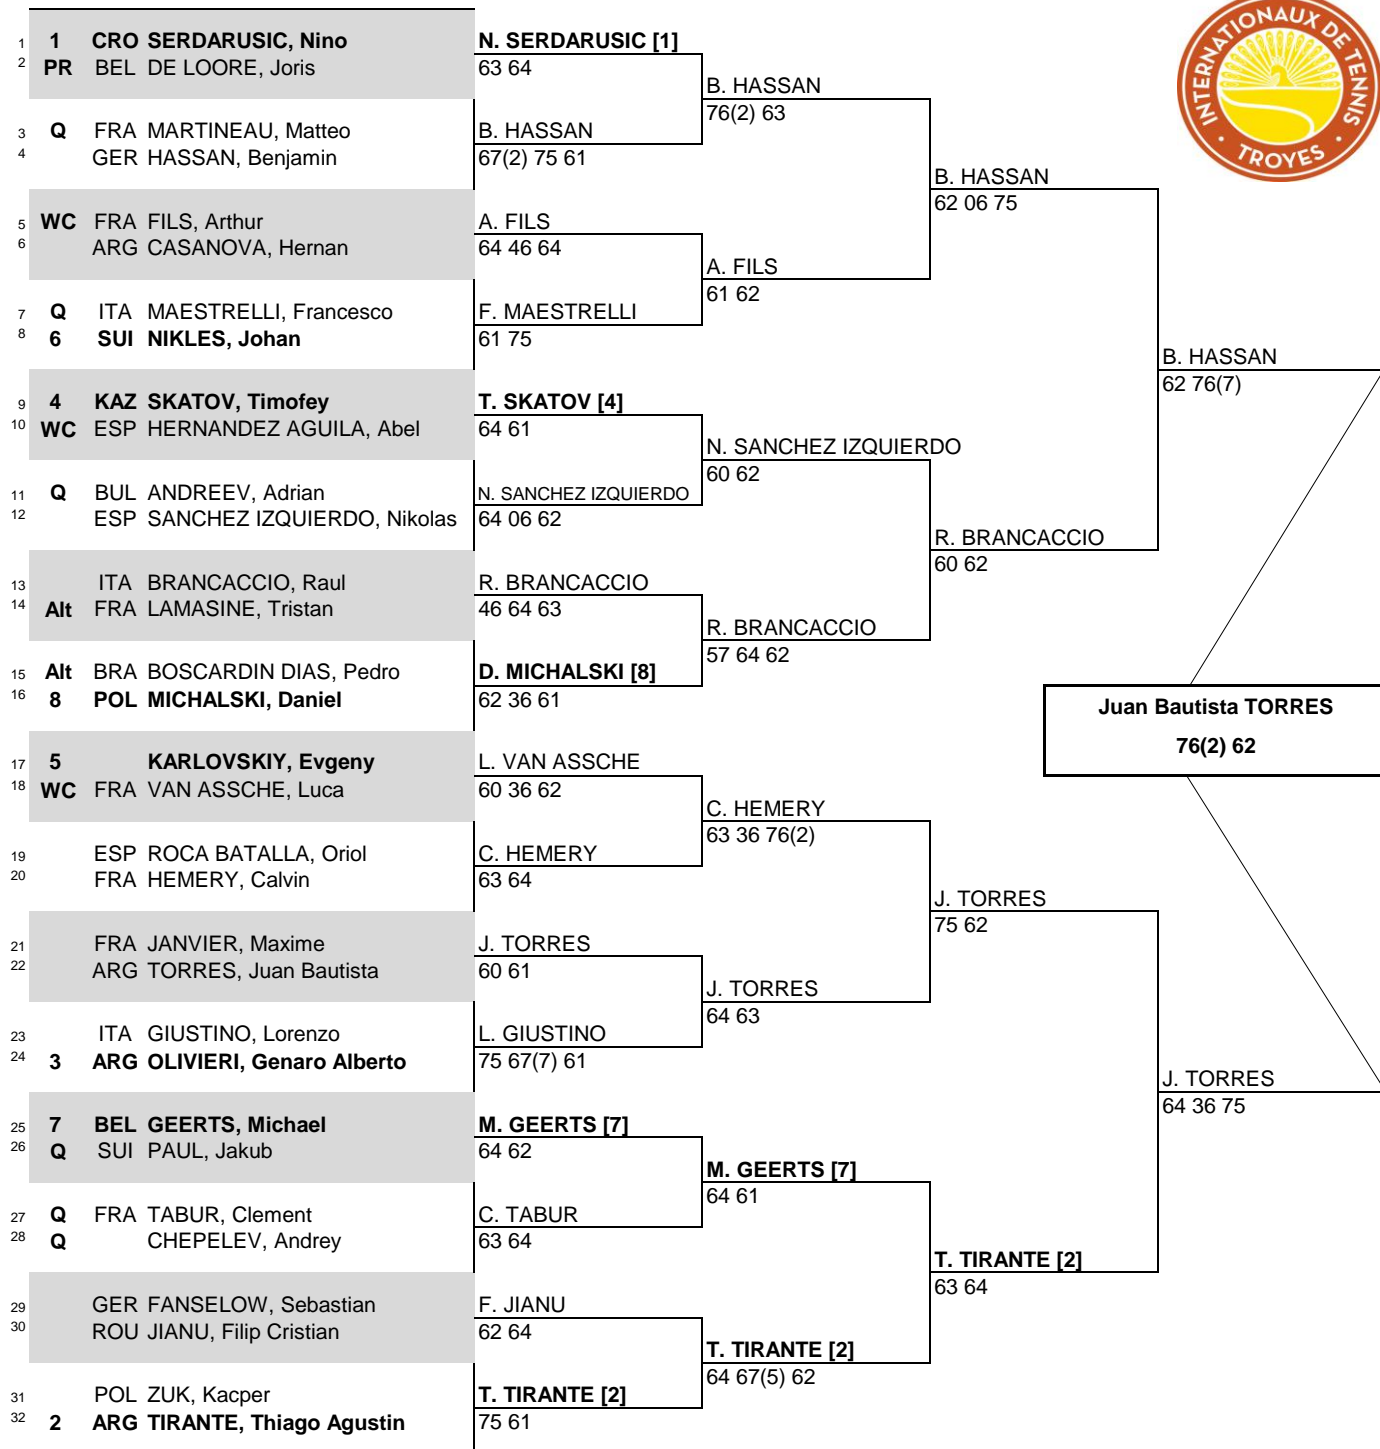 INTERNATIONAUX DE TENNIS
• TROYES •
1 1 CRO SERDARUSIC, Nino
2 PR BEL DE LOORE, Joris
3 Q FRA MARTINEAU, Matteo
4 GER HASSAN, Benjamin
5 WC FRA FILS, Arthur
6 ARG CASANOVA, Hernan
7 Q ITA MAESTRELLI, Francesco
8 6 SUI NIKLES, Johan
9 4 KAZ SKATOV, Timofey
10 WC ESP HERNANDEZ AGUILA, Abel
11 Q BUL ANDREEV, Adrian
12 ESP SANCHEZ IZQUIERDO, Nikolas
13 ITA BRANCACCIO, Raul
14 Alt FRA LAMASINE, Tristan
15 Alt BRA BOSCARDIN DIAS, Pedro
16 8 POL MICHALSKI, Daniel
17 5 KARLOVSKIY, Evgeny
18 WC FRA VAN ASSCHE, Luca
19 ESP ROCA BATALLA, Oriol
20 FRA HEMERY, Calvin
21 FRA JANVIER, Maxime
22 ARG TORRES, Juan Bautista
23 ITA GIUSTINO, Lorenzo
24 3 ARG OLIVIERI, Genaro Alberto
25 7 BEL GEERTS, Michael
26 Q SUI PAUL, Jakub
27 Q FRA TABUR, Clement
28 Q CHEPELEV, Andrey
29 GER FANSELOW, Sebastian
30 ROU JIANU, Filip Cristian
31 POL ZUK, Kacper
32 2 ARG TIRANTE, Thiago Agustin
N. SERDARUSIC [1]
63 64
B. HASSAN
67(2) 75 61
A. FILS
64 46 64
F. MAESTRELLI
61 75
T. SKATOV [4]
64 61
N. SANCHEZ IZQUIERDO
64 06 62
R. BRANCACCIO
46 64 63
D. MICHALSKI [8]
62 36 61
L. VAN ASSCHE
60 36 62
C. HEMERY
63 64
J. TORRES
60 61
L. GIUSTINO
75 67(7) 61
M. GEERTS [7]
64 62
C. TABUR
63 64
F. JIANU
62 64
T. TIRANTE [2]
75 61
B. HASSAN
76(2) 63
A. FILS
61 62
N. SANCHEZ IZQUIERDO
60 62
R. BRANCACCIO
57 64 62
C. HEMERY
63 36 76(2)
J. TORRES
64 63
M. GEERTS [7]
64 61
T. TIRANTE [2]
64 67(5) 62
B. HASSAN
62 06 75
R. BRANCACCIO
60 62
J. TORRES
75 62
T. TIRANTE [2]
63 64
B. HASSAN
62 76(7)
J. TORRES
64 36 75
Juan Bautista TORRES
76(2) 62